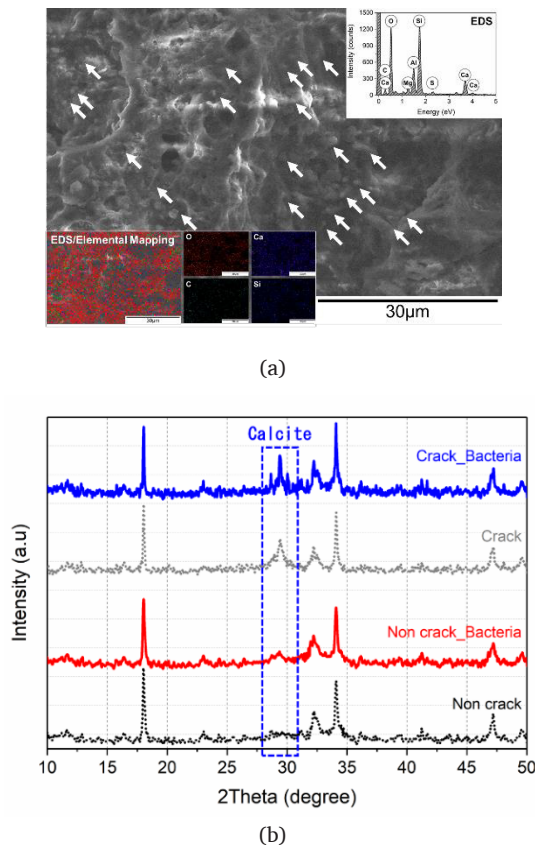 EDS
1500
1200
900
600
300
0
Intensity (counts)
O
Si
C
Ca
Mg
Al
S
Ca
Ca
0 1 2 3 4 5
Energy (eV)
EDS/Elemental Mapping
O
Ca
C
Si
30μm
30μm
(a)
Calcite
Crack_Bacteria
Crack
Non crack_Bacteria
Non crack
Intensity (a.u)
10 15 20 25 30 35 40 45 50
2Theta (degree)
(b)